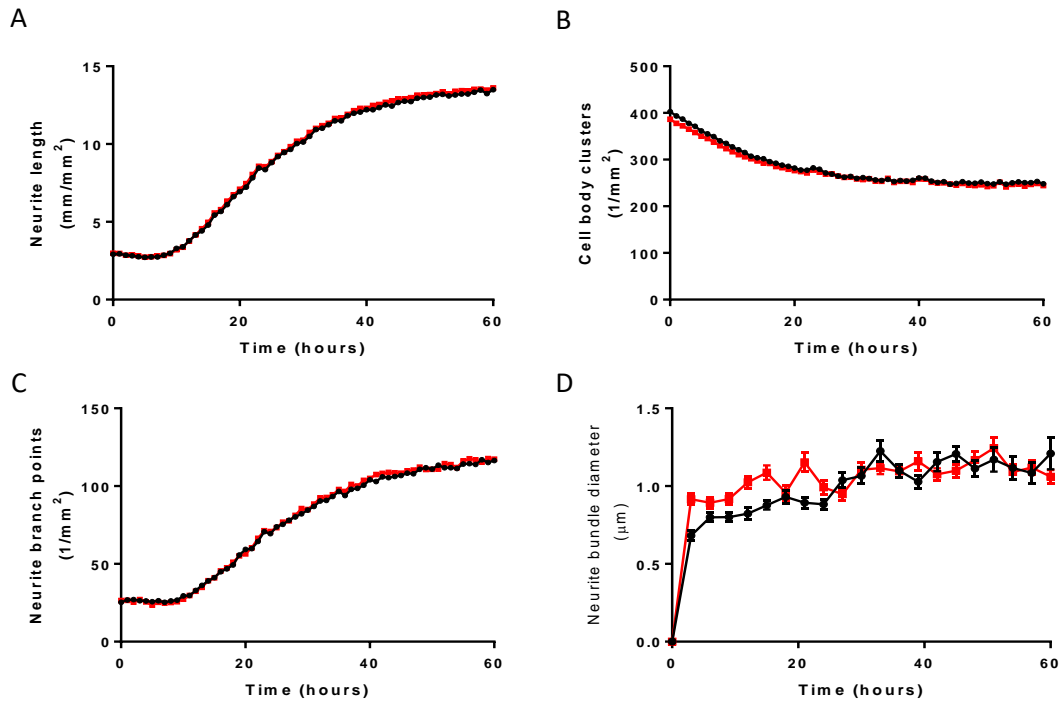 A
Neurite length
(mm/mm²)
15
10
5
0
0 20 40 60
Time (hours)
B
Cell body clusters
(1/mm²)
500
400
300
200
100
0
0 20 40 60
Time (hours)
C
Neurite branch points
(1/mm²)
150
100
50
0
0 20 40 60
Time (hours)
D
Neurite bundle diameter
(μm)
1.5
1.0
0.5
0.0
0 20 40 60
Time (hours)